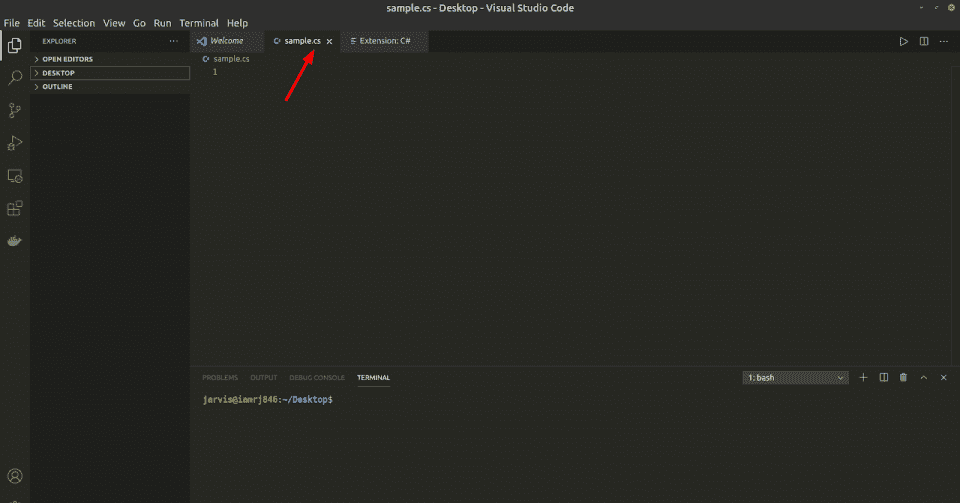 sample.cs - Desktop - Visual Studio Code
File Edit Selection View Go Run Terminal Help
EXPLORER
Welcome sample.cs Extension: C#
OPEN EDITORS
DESKTOP
OUTLINE
sample.cs
1
PROBLEMS OUTPUT DEBUG CONSOLE TERMINAL 1: bash
jarvis@iamrj846:~/Desktop$